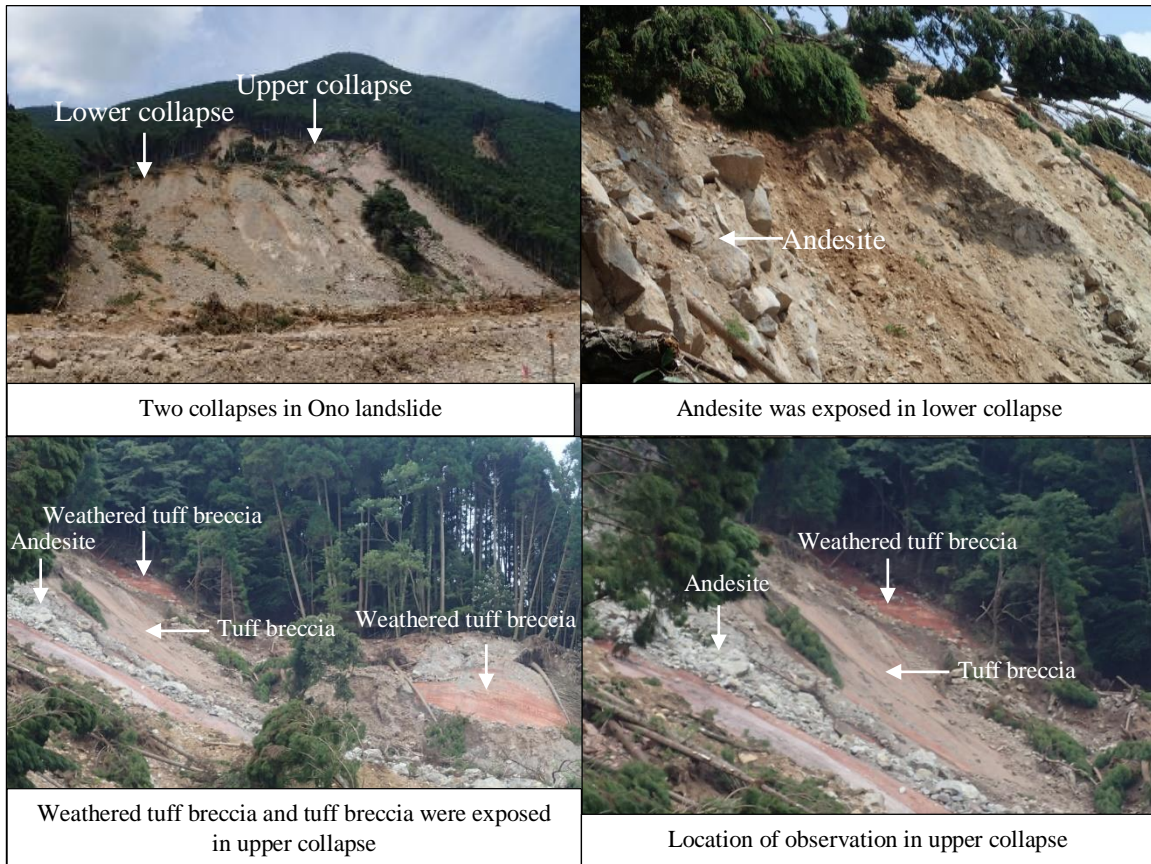 Upper collapse
Lower collapse
Two collapses in Ono landslide
Andesite
Andesite was exposed in lower collapse
Weathered tuff breccia
Andesite
Weathered tuff breccia
Tuff breccia
Weathered tuff breccia and tuff breccia were exposed
in upper collapse
Weathered tuff breccia
Andesite
Tuff breccia
Location of observation in upper collapse